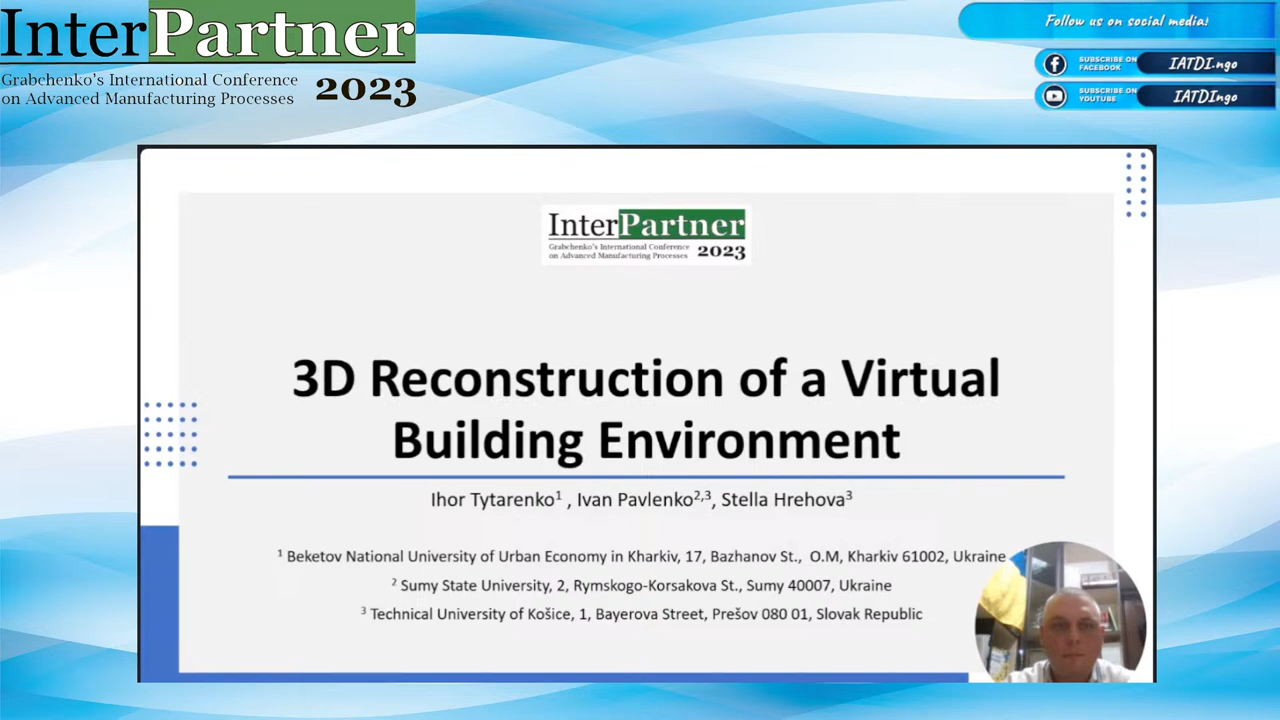 InterPartner
Grabchenko's International Conference
on Advanced Manufacturing Processes
2023
Follow us on social media!
SUBSCRIBE ON
FACEBOOK
IATDI.ngo
SUBSCRIBE ON
YOUTUBE
IATDIngo
InterPartner
Grabchenko's International Conference
on Advanced Manufacturing Processes
2023
3D Reconstruction of a Virtual
Building Environment
Ihor Tytarenko¹ , Ivan Pavlenko²,³, Stella Hrehova³
¹ Beketov National University of Urban Economy in Kharkiv, 17, Bazhanov St., O.M, Kharkiv 61002, Ukraine
² Sumy State University, 2, Rymskogo-Korsakova St., Sumy 40007, Ukraine
³ Technical University of Košice, 1, Bayerova Street, Prešov 080 01, Slovak Republic